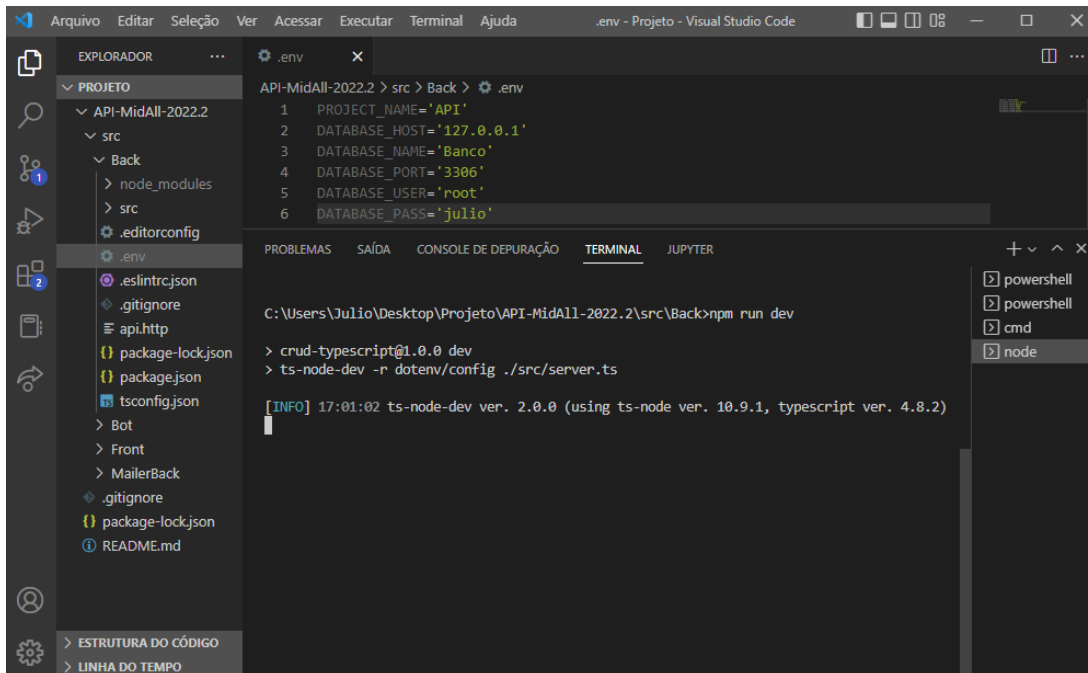 Arquivo Editar Seleção Ver Acessar Executar Terminal Ajuda .env - Projeto - Visual Studio Code
EXPLORADOR ...
.env
PROJETO
API-MidAll-2022.2 > src > Back > .env
API-MidAll-2022.2
src
Back
node_modules
src
.editorconfig
.env
.eslintrc.json
.gitignore
api.http
package-lock.json
package.json
tsconfig.json
Bot
Front
MailerBack
.gitignore
package-lock.json
README.md
ESTRUTURA DO CÓDIGO
LINHA DO TEMPO
1
2
1 PROJECT_NAME='API'
2 DATABASE_HOST='127.0.0.1'
3 DATABASE_NAME='Banco'
4 DATABASE_PORT='3306'
5 DATABASE_USER='root'
6 DATABASE_PASS='julio'
PROBLEMAS SAÍDA CONSOLE DE DEPURAÇÃO TERMINAL JUPYTER
C:\Users\Julio\Desktop\Projeto\API-MidAll-2022.2\src\Back>npm run dev
> crud-typescript@1.0.0 dev
> ts-node-dev -r dotenv/config ./src/server.ts
[INFO] 17:01:02 ts-node-dev ver. 2.0.0 (using ts-node ver. 10.9.1, typescript ver. 4.8.2)
powershell
powershell
cmd
node